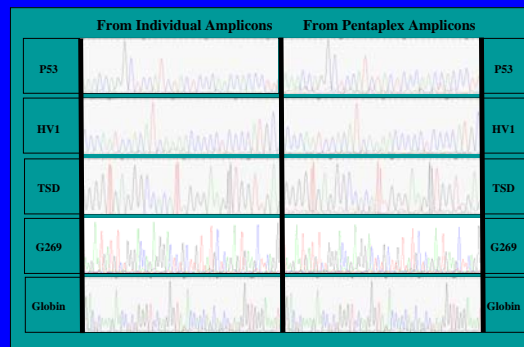 From Individual Amplicons From Pentaplex Amplicons
P53 P53
HV1 HV1
TSD TSD
G269 G269
Globin Globin